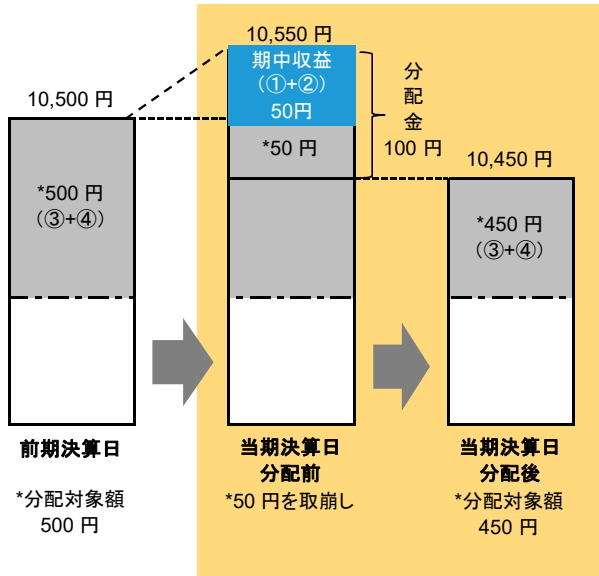 10,500 円
*500 円
（③+④）
前期決算日
*分配対象額
500 円
10,550 円
期中収益
（①+②）
50円
*50 円
分
配
金
100 円
当期決算日
分配前
*50 円を取崩し
10,450 円
*450 円
（③+④）
当期決算日
分配後
*分配対象額
450 円